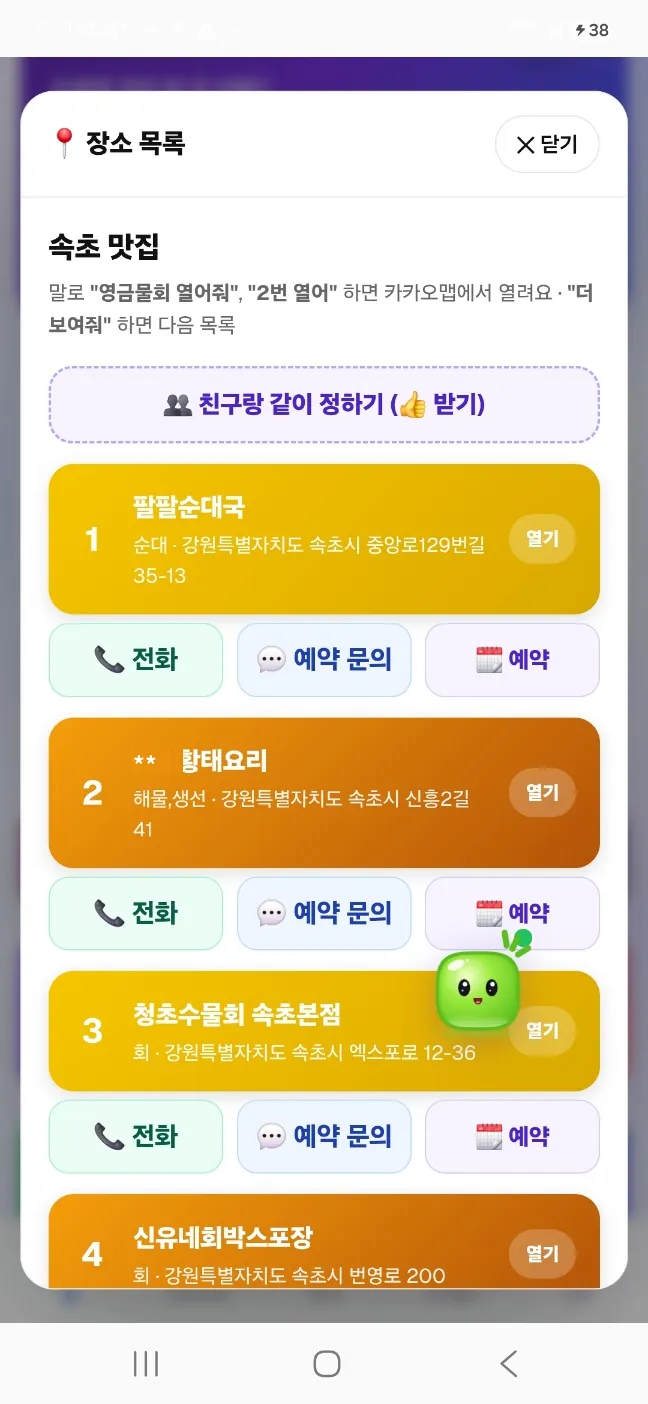 38
📍 장소 목록
✕ 닫기
속초 맛집
말로 "영금물회 열어줘", "2번 열어" 하면 카카오맵에서 열려요 · "더
보여줘" 하면 다음 목록
👥 친구랑 같이 정하기 (👍 받기)
1
팔팔순대국
순대 · 강원특별자치도 속초시 중앙로129번길
35-13
열기
📞 전화
💬 예약 문의
🗓️ 예약
2
** 황태요리
해물,생선 · 강원특별자치도 속초시 신흥2길
41
열기
📞 전화
💬 예약 문의
🗓️ 예약
3
청초수물회 속초본점
회 · 강원특별자치도 속초시 엑스포로 12-36
열기
📞 전화
💬 예약 문의
🗓️ 예약
4
신유네회박스포장
회 · 강원특별자치도 속초시 번영로 200
열기